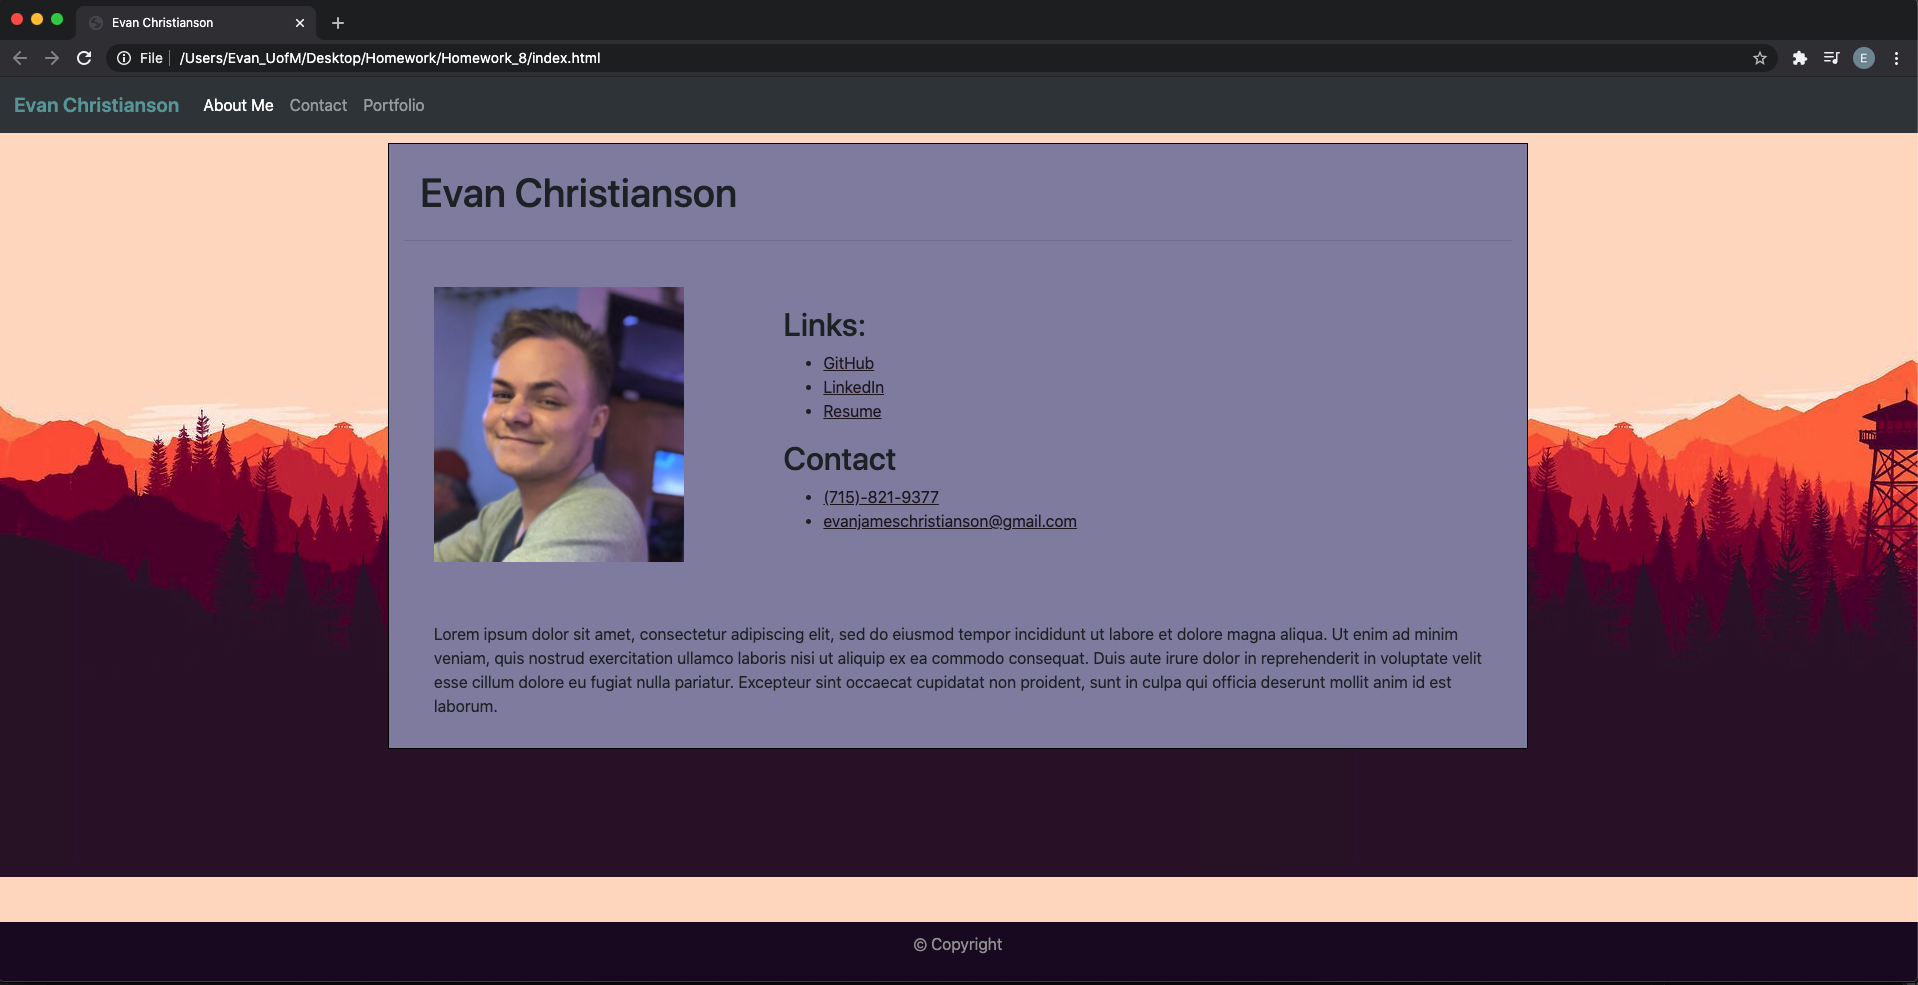 Evan Christianson
File /Users/Evan_UofM/Desktop/Homework/Homework_8/index.html
E
Evan Christianson About Me Contact Portfolio
Evan Christianson
Links:
GitHub
LinkedIn
Resume
Contact
(715)-821-9377
evanjameschristianson@gmail.com
Lorem ipsum dolor sit amet, consectetur adipiscing elit, sed do eiusmod tempor incididunt ut labore et dolore magna aliqua. Ut enim ad minim
veniam, quis nostrud exercitation ullamco laboris nisi ut aliquip ex ea commodo consequat. Duis aute irure dolor in reprehenderit in voluptate velit
esse cillum dolore eu fugiat nulla pariatur. Excepteur sint occaecat cupidatat non proident, sunt in culpa qui officia deserunt mollit anim id est
laborum.
© Copyright